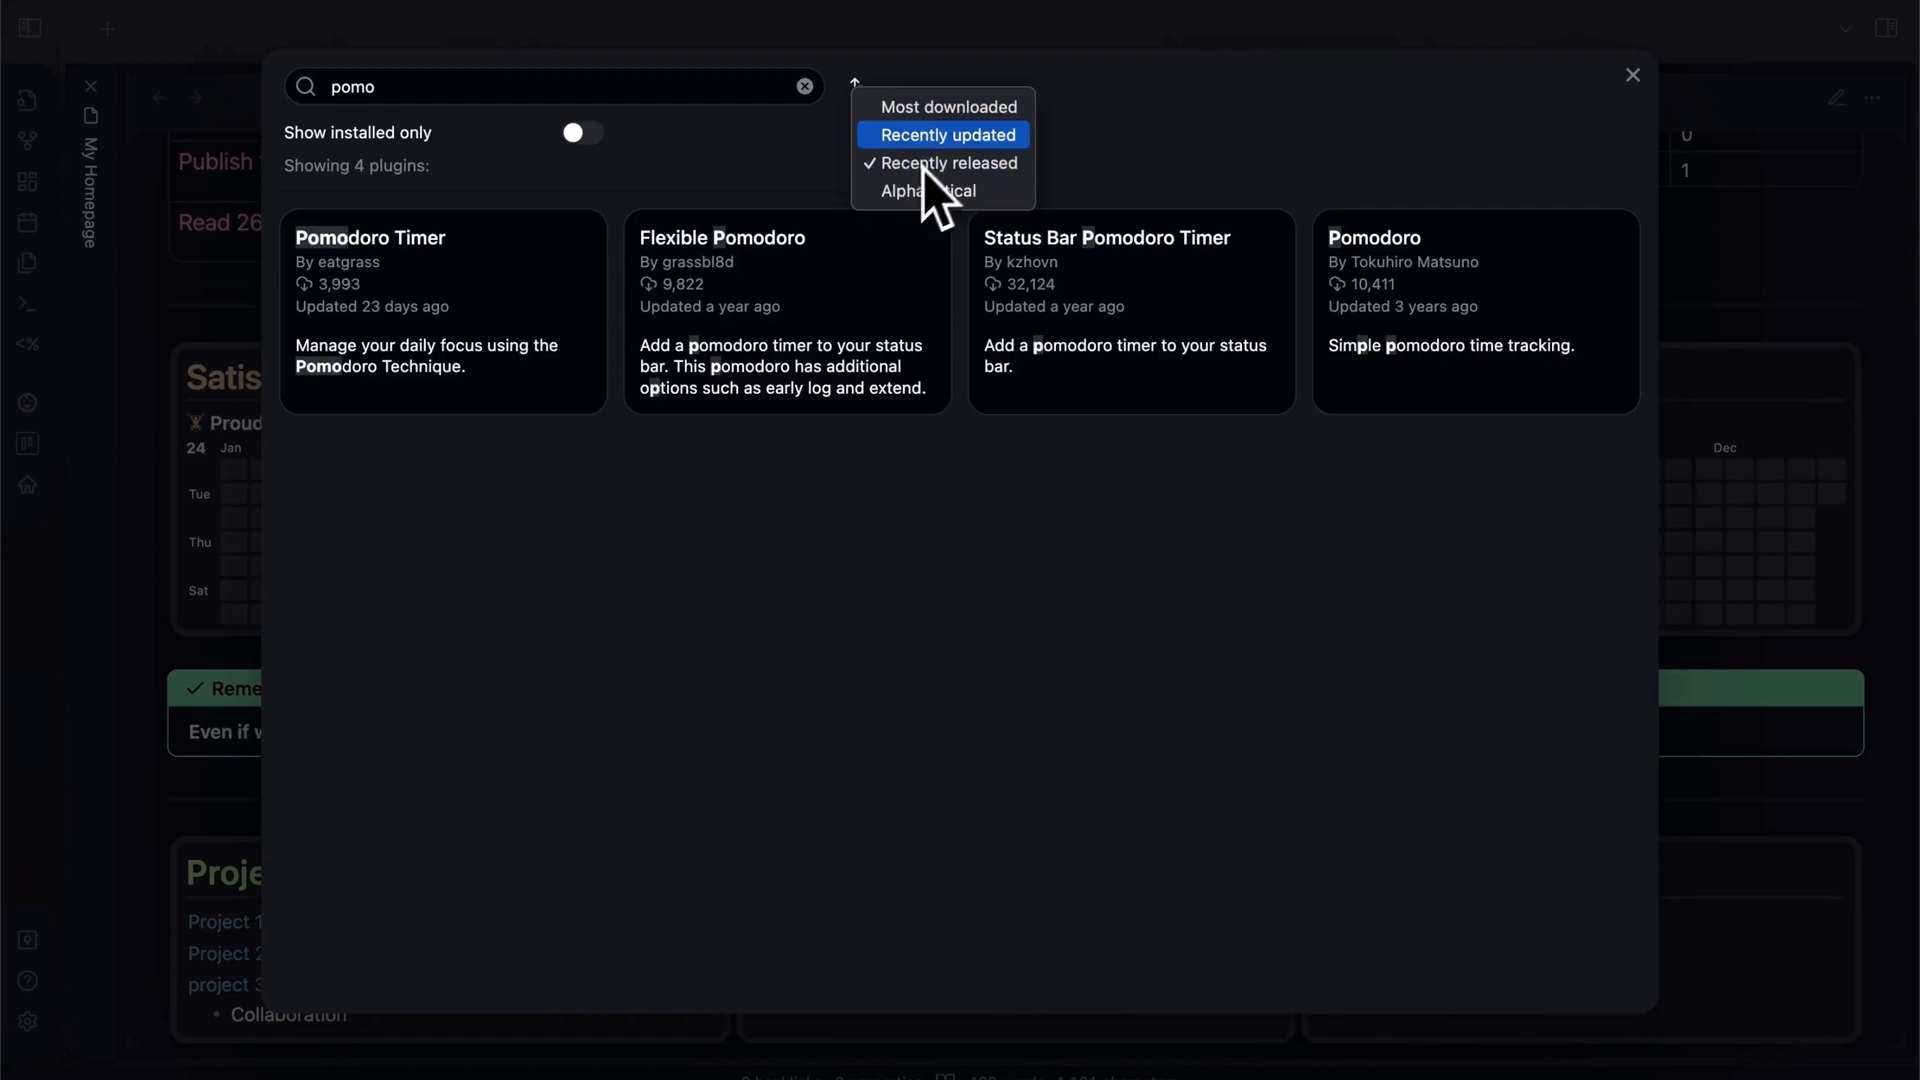 pomo
Show installed only
Showing 4 plugins:
Most downloaded
Recently updated
Recently released
Pomodoro Timer
By eatgrass
3,993
Updated 23 days ago
Manage your daily focus using the
Pomodoro Technique.
Flexible Pomodoro
By grassbl8d
9,822
Updated a year ago
Add a pomodoro timer to your status
bar. This pomodoro has additional
options such as early log and extend.
Status Bar Pomodoro Timer
By kzhovn
32,124
Updated a year ago
Add a pomodoro timer to your status
bar.
Pomodoro
By Tokuhiro Matsuno
10,411
Updated 3 years ago
Simple pomodoro time tracking.
My Homepage
Publish
0
1
Read 26
Satis
Proud
24 Jan
Dec
Tue
Thu
Sat
Reme
Even if
Proje
Project 1
Project 2
project 3
• Collaboration